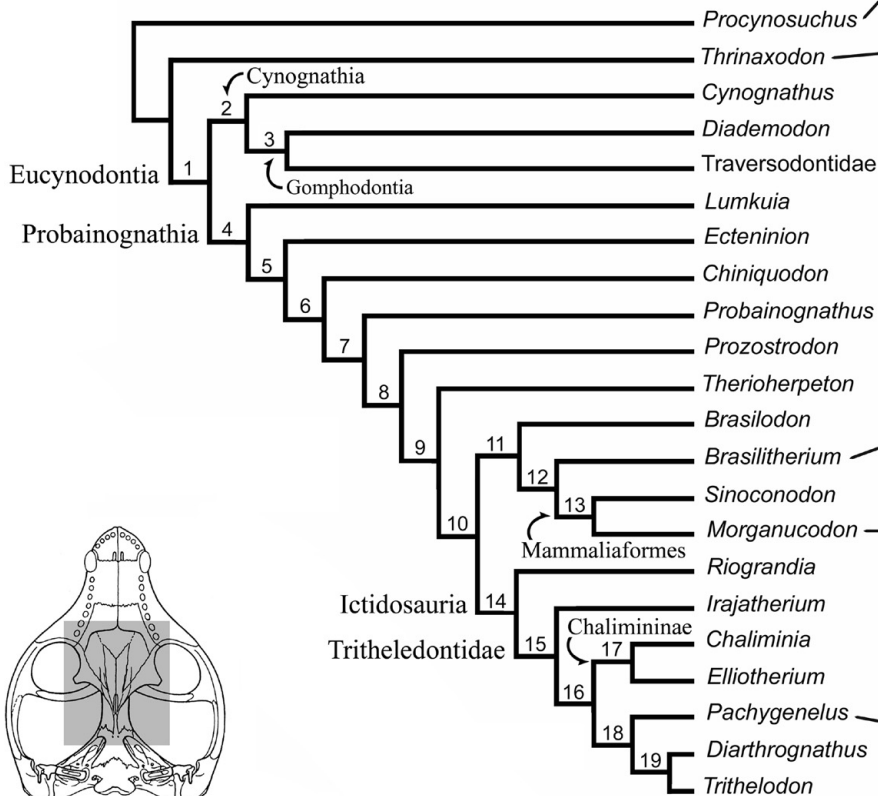 Procynosuchus
Thrinaxodon
Cynognathia
2
Cynognathus
Diademodon
3
1
Traversodontidae
Eucynodontia
Gomphodontia
Lumkuia
Probainognathia
4
Ecteninion
5
Chiniquodon
6
Probainognathus
7
Prozostrodon
8
Therioherpeton
Brasilodon
9
11
Brasilitherium
12
Sinoconodon
13
10
Morganucodon
Mammaliaformes
Riograndia
Ictidosauria
14
Irajatherium
Chalimininae
Tritheledontidae
15
17
Chaliminia
Elliotherium
16
Pachygenelus
18
Diarthrognathus
19
Trithelodon